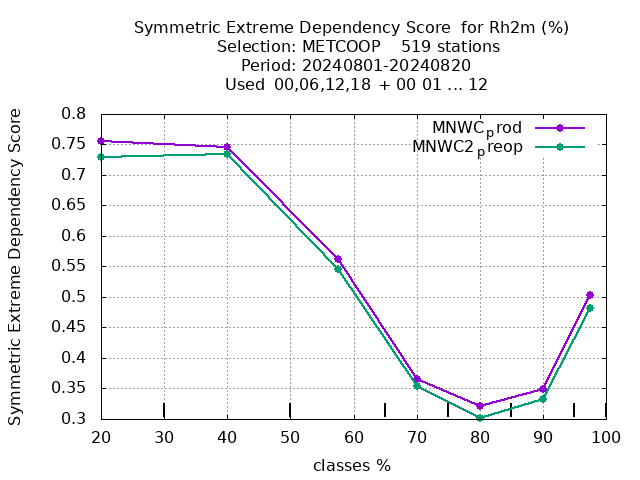 Symmetric Extreme Dependency Score  for Rh2m (%)
Selection: METCOOP    519 stations
Period: 20240801-20240820
Used  00,06,12,18 + 00 01 ... 12
Symmetric Extreme Dependency Score
0.8
0.75
0.7
0.65
0.6
0.55
0.5
0.45
0.4
0.35
0.3
MNWCprod
MNWC2preop
20 30 40 50 60 70 80 90 100
classes %